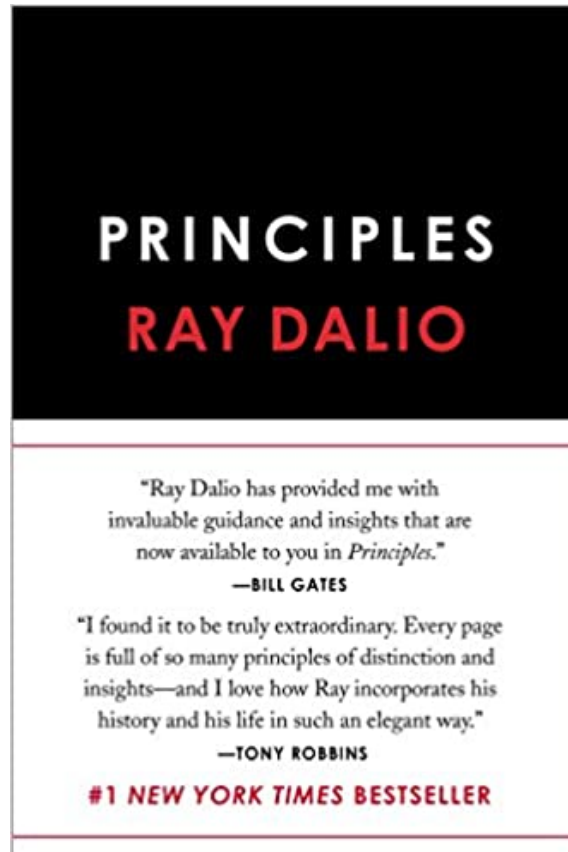 PRINCIPLES
RAY DALIO
“Ray Dalio has provided me with
invaluable guidance and insights that are
now available to you in Principles.”
—BILL GATES
“I found it to be truly extraordinary. Every page
is full of so many principles of distinction and
insights—and I love how Ray incorporates his
history and his life in such an elegant way.”
—TONY ROBBINS
#1 NEW YORK TIMES BESTSELLER